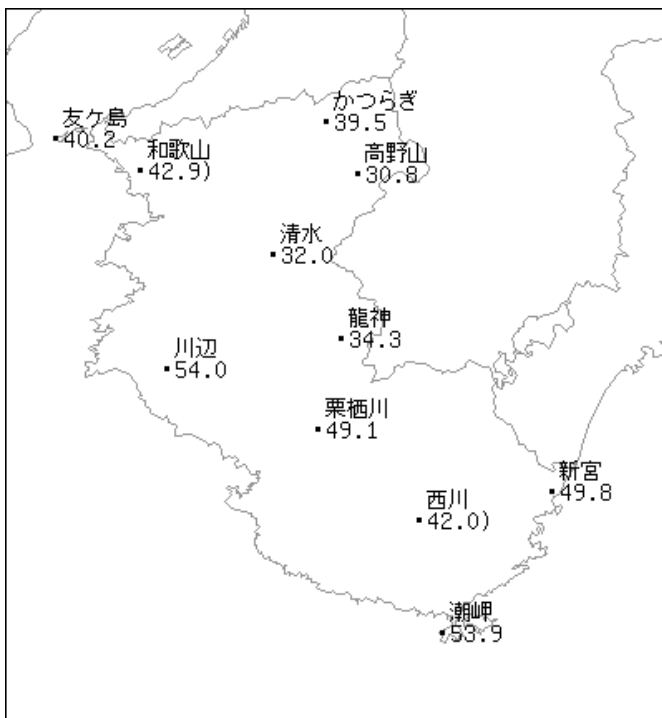 かつらぎ
39.5
友ケ島
40.2
和歌山
42.9)
高野山
30.8
清水
32.0
龍神
34.3
川辺
54.0
栗栖川
49.1
新宮
49.8
西川
42.0)
潮岬
53.9